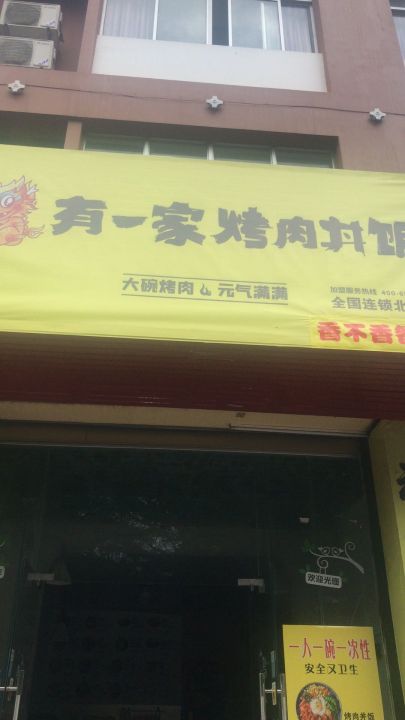 有一家烤肉丼饭
大碗烤肉 元气满满
加盟服务热线 400-6
全国连锁北
香不香
欢迎光临
一人一碗一次性
安全又卫生
烤肉丼饭